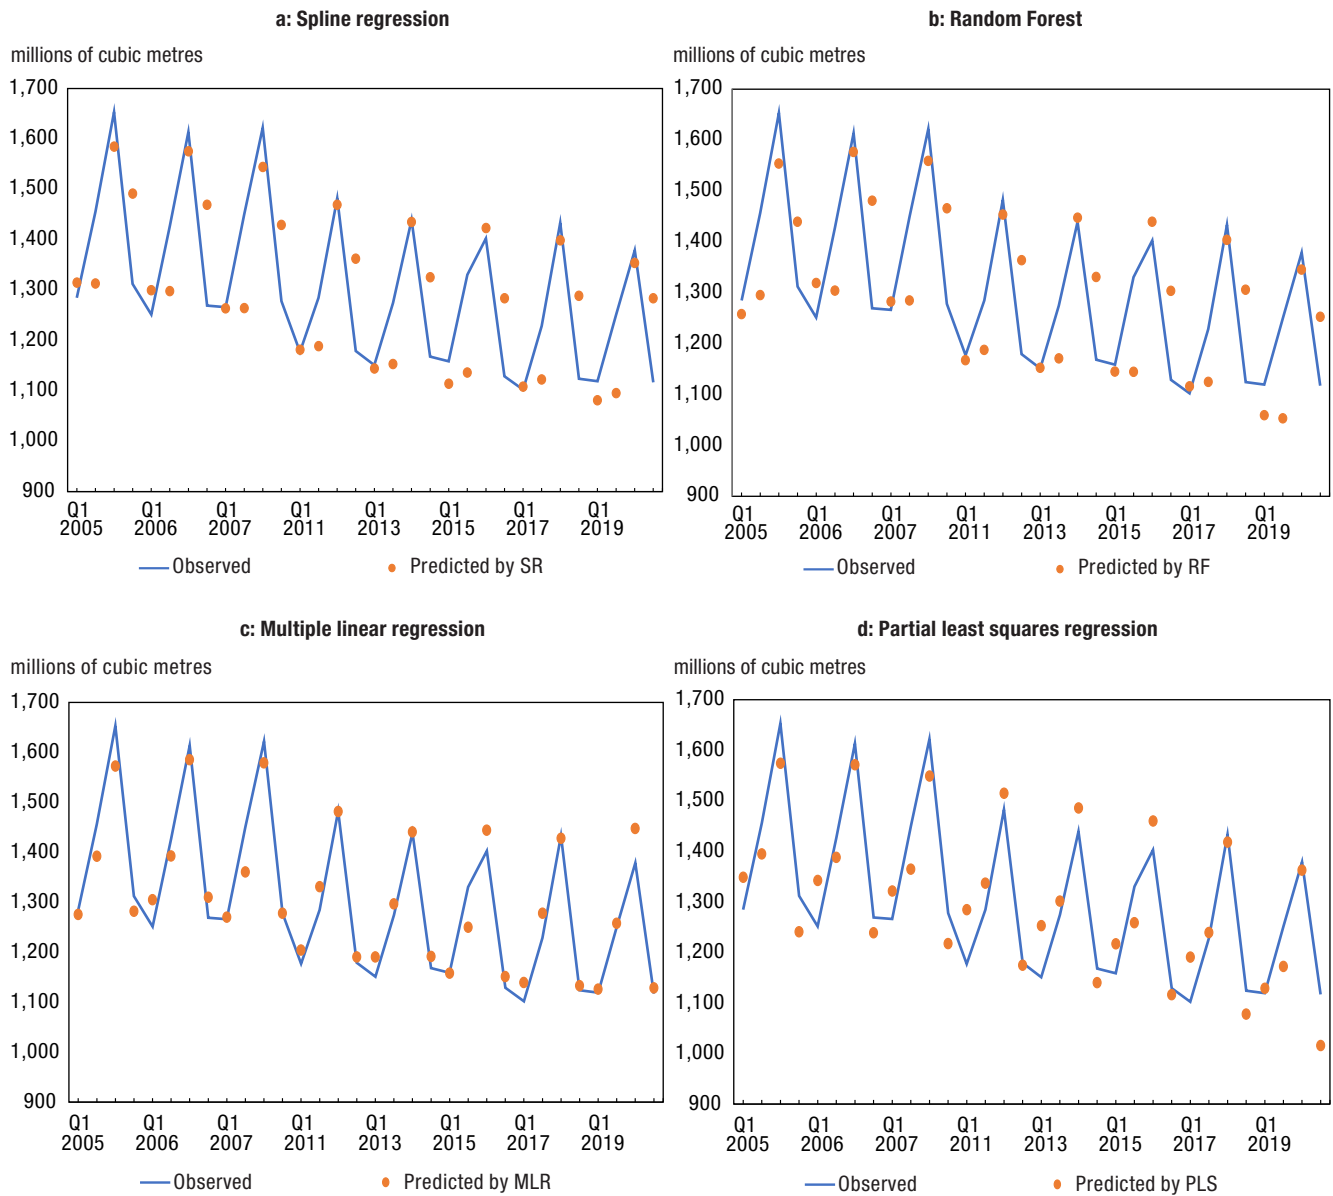 a: Spline regression
millions of cubic metres
1,700
1,600
1,500
1,400
1,300
1,200
1,100
1,000
900
Q1 Q1 Q1 Q1 Q1 Q1 Q1 Q1
2005 2006 2007 2011 2013 2015 2017 2019
Observed Predicted by SR
b: Random Forest
millions of cubic metres
1,700
1,600
1,500
1,400
1,300
1,200
1,100
1,000
900
Q1 Q1 Q1 Q1 Q1 Q1 Q1 Q1
2005 2006 2007 2011 2013 2015 2017 2019
Observed Predicted by RF
c: Multiple linear regression
millions of cubic metres
1,700
1,600
1,500
1,400
1,300
1,200
1,100
1,000
900
Q1 Q1 Q1 Q1 Q1 Q1 Q1 Q1
2005 2006 2007 2011 2013 2015 2017 2019
Observed Predicted by MLR
d: Partial least squares regression
millions of cubic metres
1,700
1,600
1,500
1,400
1,300
1,200
1,100
1,000
900
Q1 Q1 Q1 Q1 Q1 Q1 Q1 Q1
2005 2006 2007 2011 2013 2015 2017 2019
Observed Predicted by PLS